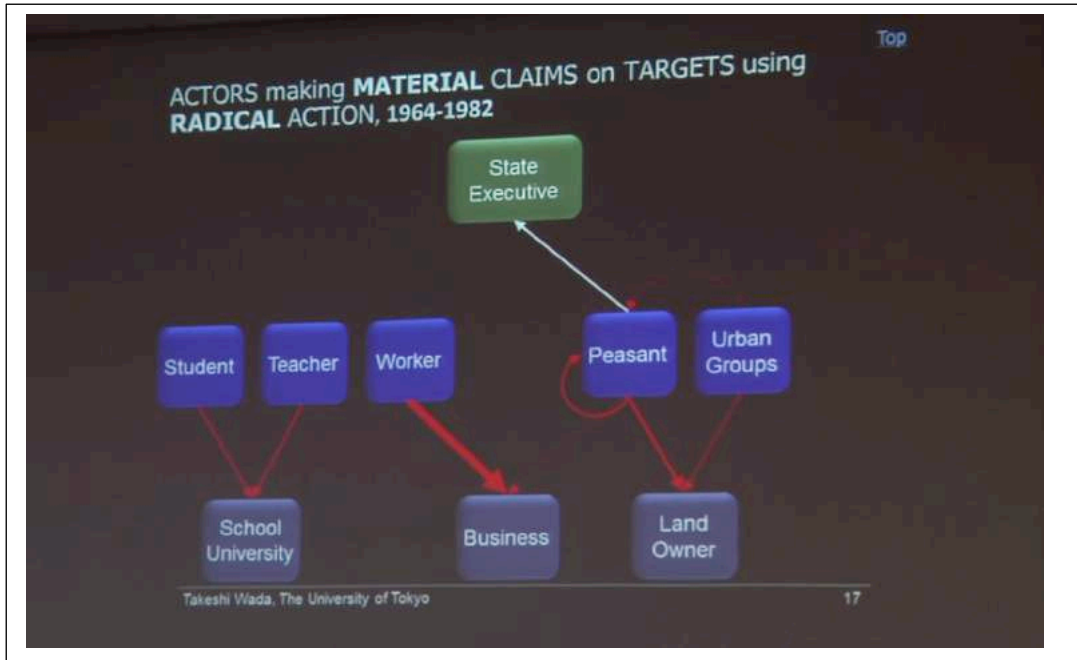 Top
ACTORS making MATERIAL CLAIMS on TARGETS using
RADICAL ACTION, 1964-1982
State
Executive
Student
Teacher
Worker
Peasant
Urban
Groups
School
University
Business
Land
Owner
Takeshi Wada, The University of Tokyo
17